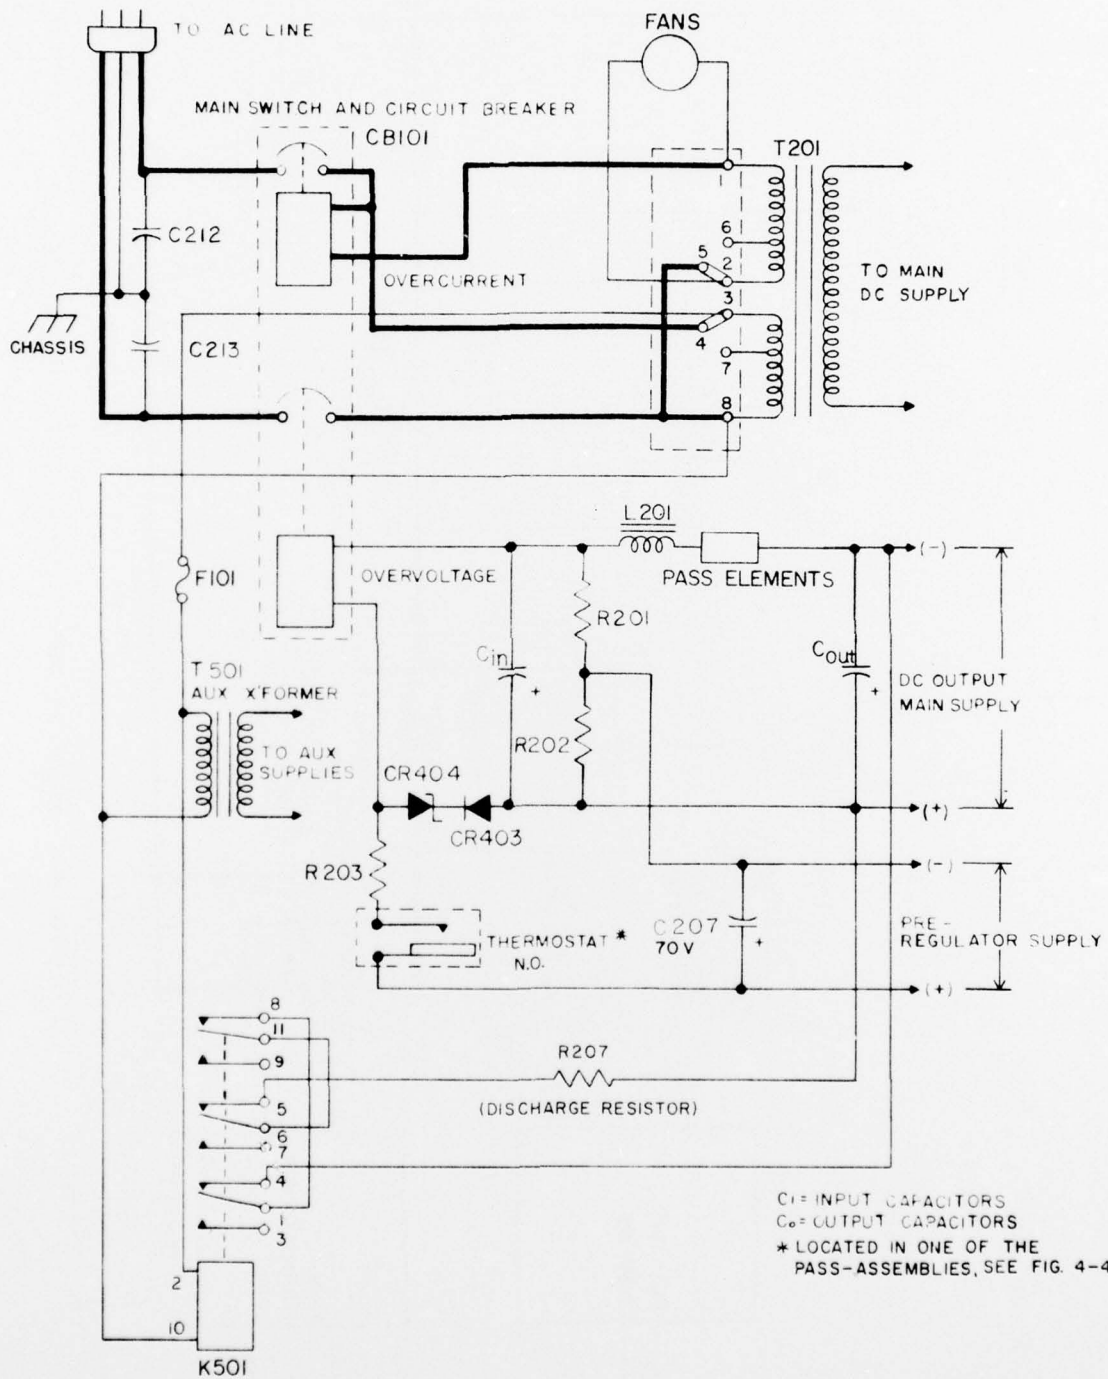 TO AC LINE
FANS
MAIN SWITCH AND CIRCUIT BREAKER
CB101
T201
1
C212
6
5
2
OVERCURRENT
3
TO MAIN
DC SUPPLY
CHASSIS
C213
4
7
8
L201
(-)
F101
OVERVOLTAGE
PASS ELEMENTS
R201
Cin
+
Cout
+
DC OUTPUT
MAIN SUPPLY
T501
AUX X'FORMER
TO AUX
SUPPLIES
R202
CR404
CR403
(+)
R203
(-)
THERMOSTAT *
N.O.
C207
70V
+
PRE-
REGULATOR SUPPLY
(+)
8
11
9
R207
5
(DISCHARGE RESISTOR)
6
7
4
1
3
Ci = INPUT CAPACITORS
Co = OUTPUT CAPACITORS
* LOCATED IN ONE OF THE
PASS-ASSEMBLIES, SEE FIG. 4-4
2
10
K501